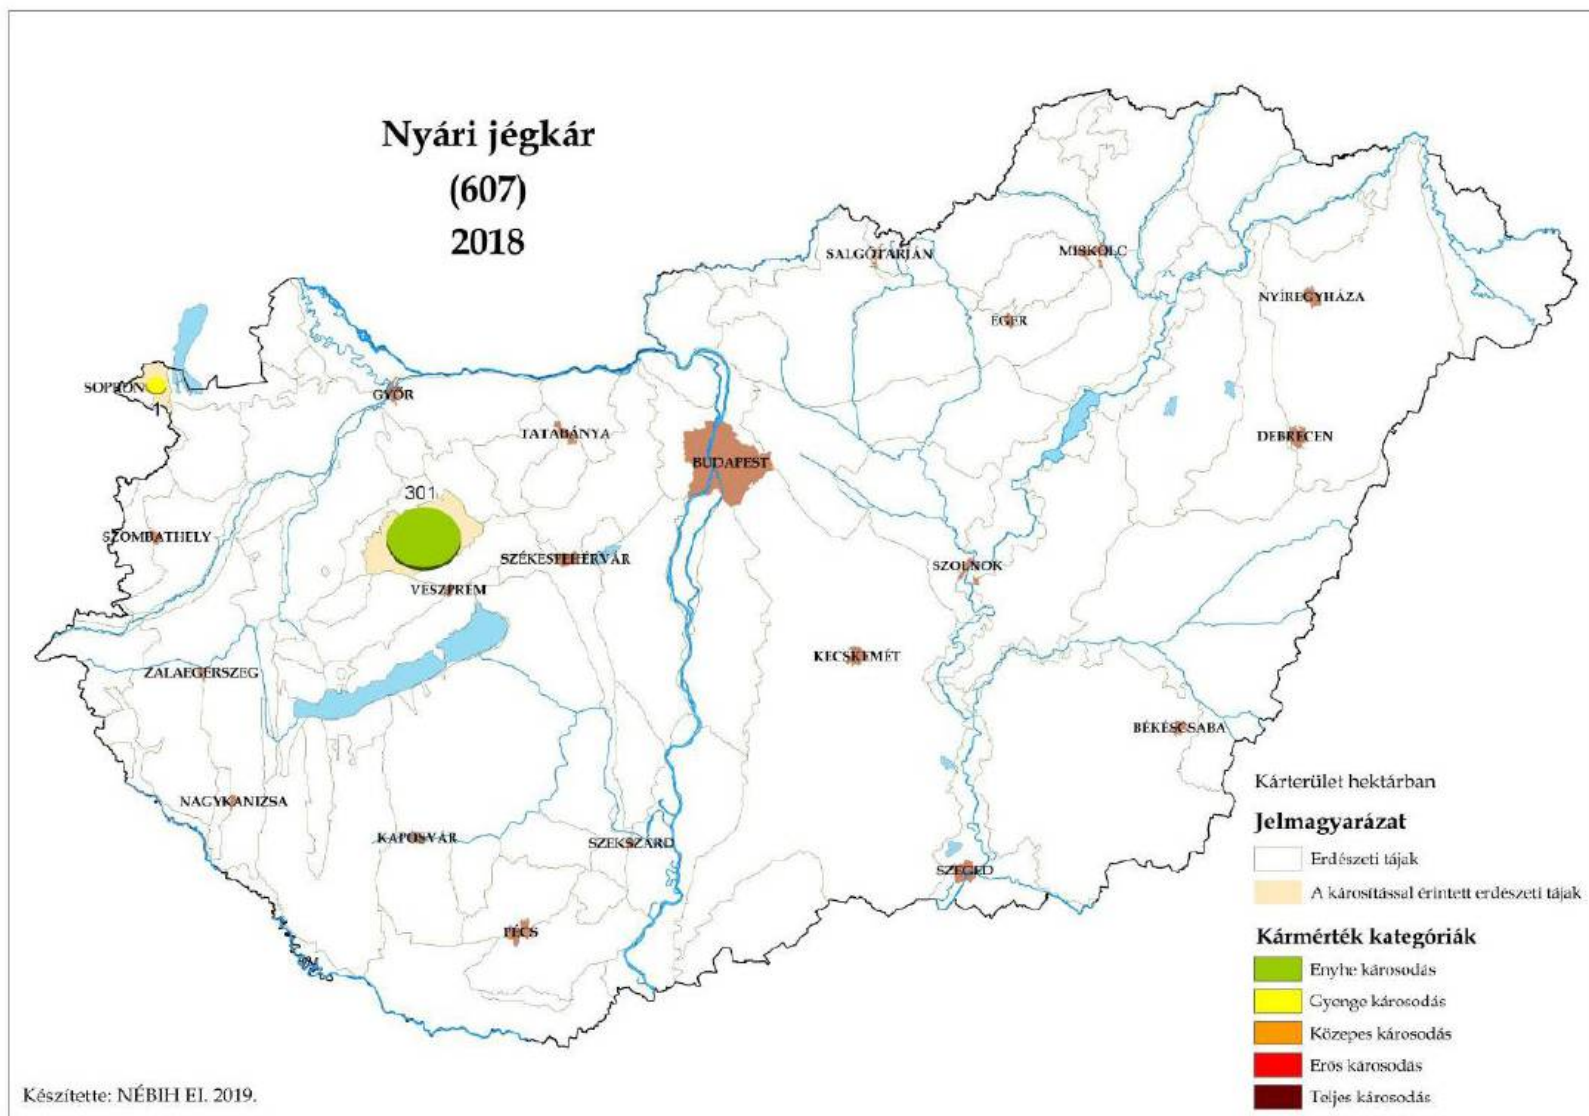 Nyári jégkár
(607)
2018
SALGÓTARJÁN
MISKOLC
NYÍREGYHÁZA
EGER
SOPRON
1
GYŐR
TATABÁNYA
BUDAPEST
DEBRECEN
301
SZOMBATHELY
SZÉKESFEHÉRVÁR
VESZPRÉM
SZOLNOK
ZALAEGERSZEG
KECSKEMÉT
BÉKÉSCSABA
NAGYKANIZSA
KAPOSVÁR
SZEKSZÁRD
SZEGED
PÉCS
Kárterület hektárban
Jelmagyarázat
Erdészeti tájak
A károsítással érintett erdészeti tájak
Kármérték kategóriák
Enyhe károsodás
Gyenge károsodás
Közepes károsodás
Erős károsodás
Teljes károsodás
Készítette: NÉBIH EI. 2019.